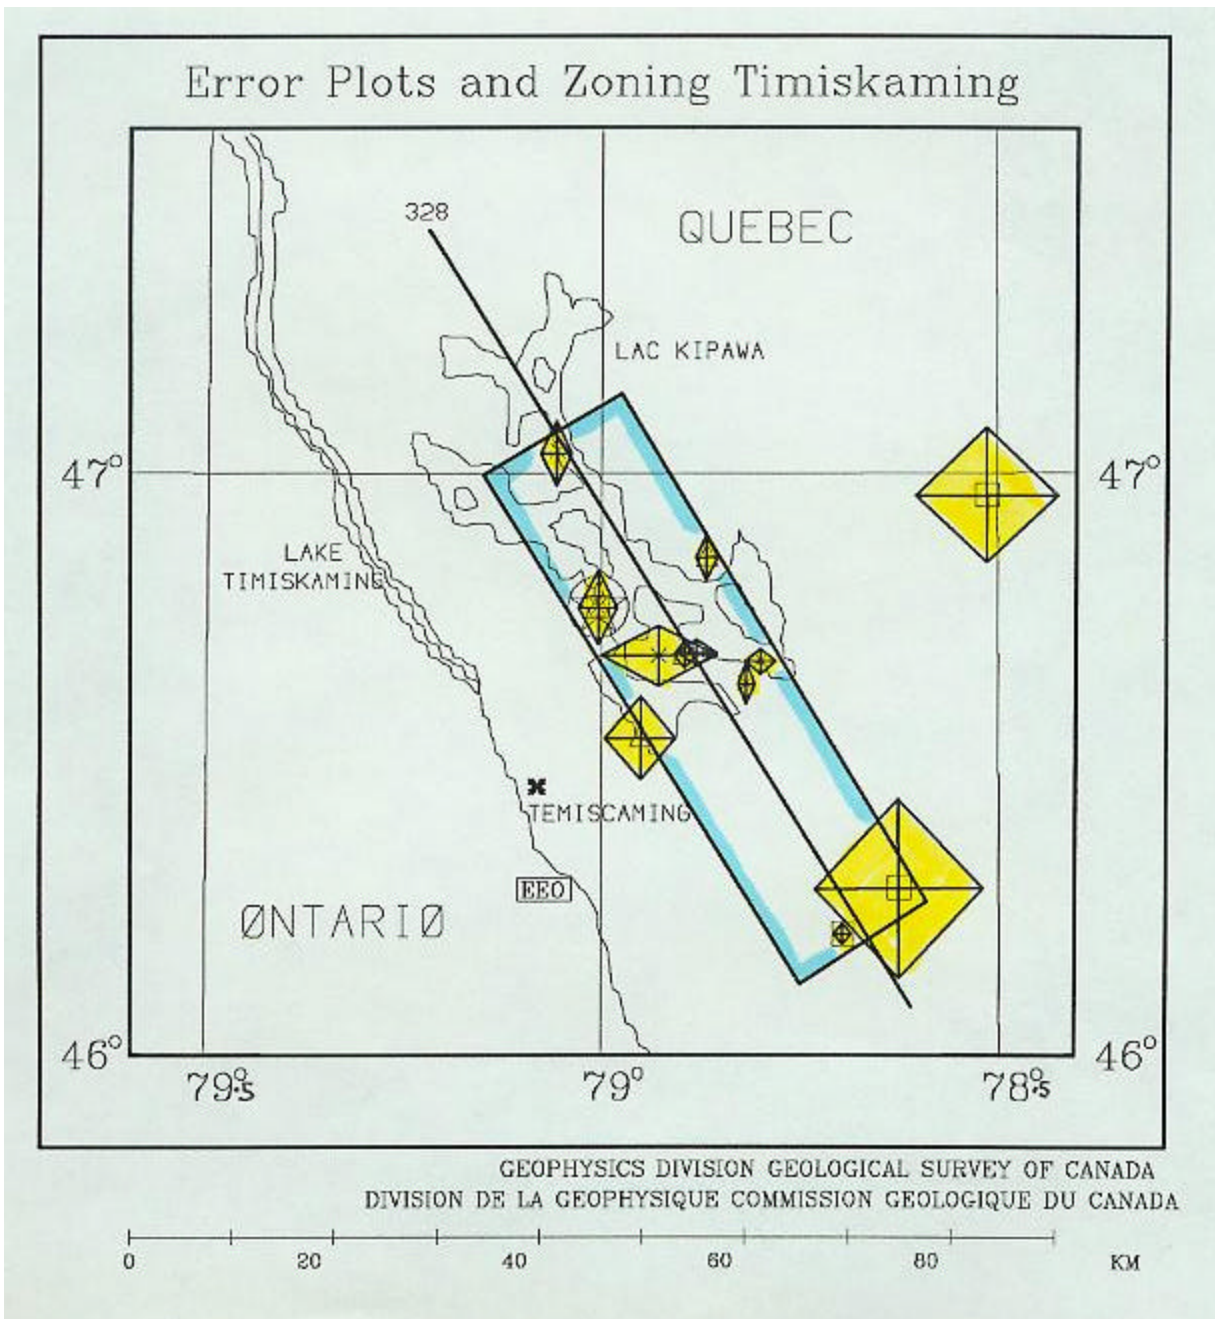 Error Plots and Zoning Timiskaming
328
QUEBEC
LAC KIPAWA
47° 47°
LAKE
TIMISKAMING
TEMISCAMING
EEO
ØNTARIØ
46° 46°
79.5° 79° 78.5°
GEOPHYSICS DIVISION GEOLOGICAL SURVEY OF CANADA
DIVISION DE LA GEOPHYSIQUE COMMISSION GEOLOGIQUE DU CANADA
0 20 40 60 80 KM